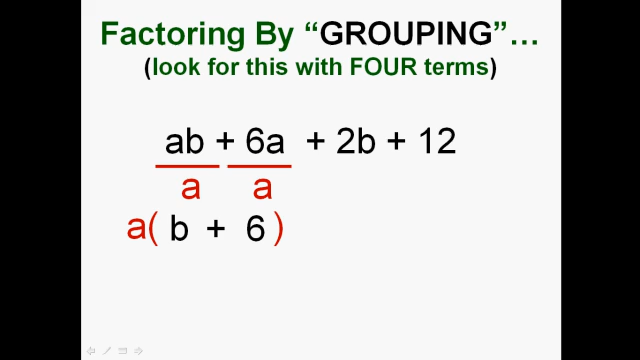 Factoring By “GROUPING”...
(look for this with FOUR terms)
ab + 6a + 2b + 12
a a
a( b + 6 )